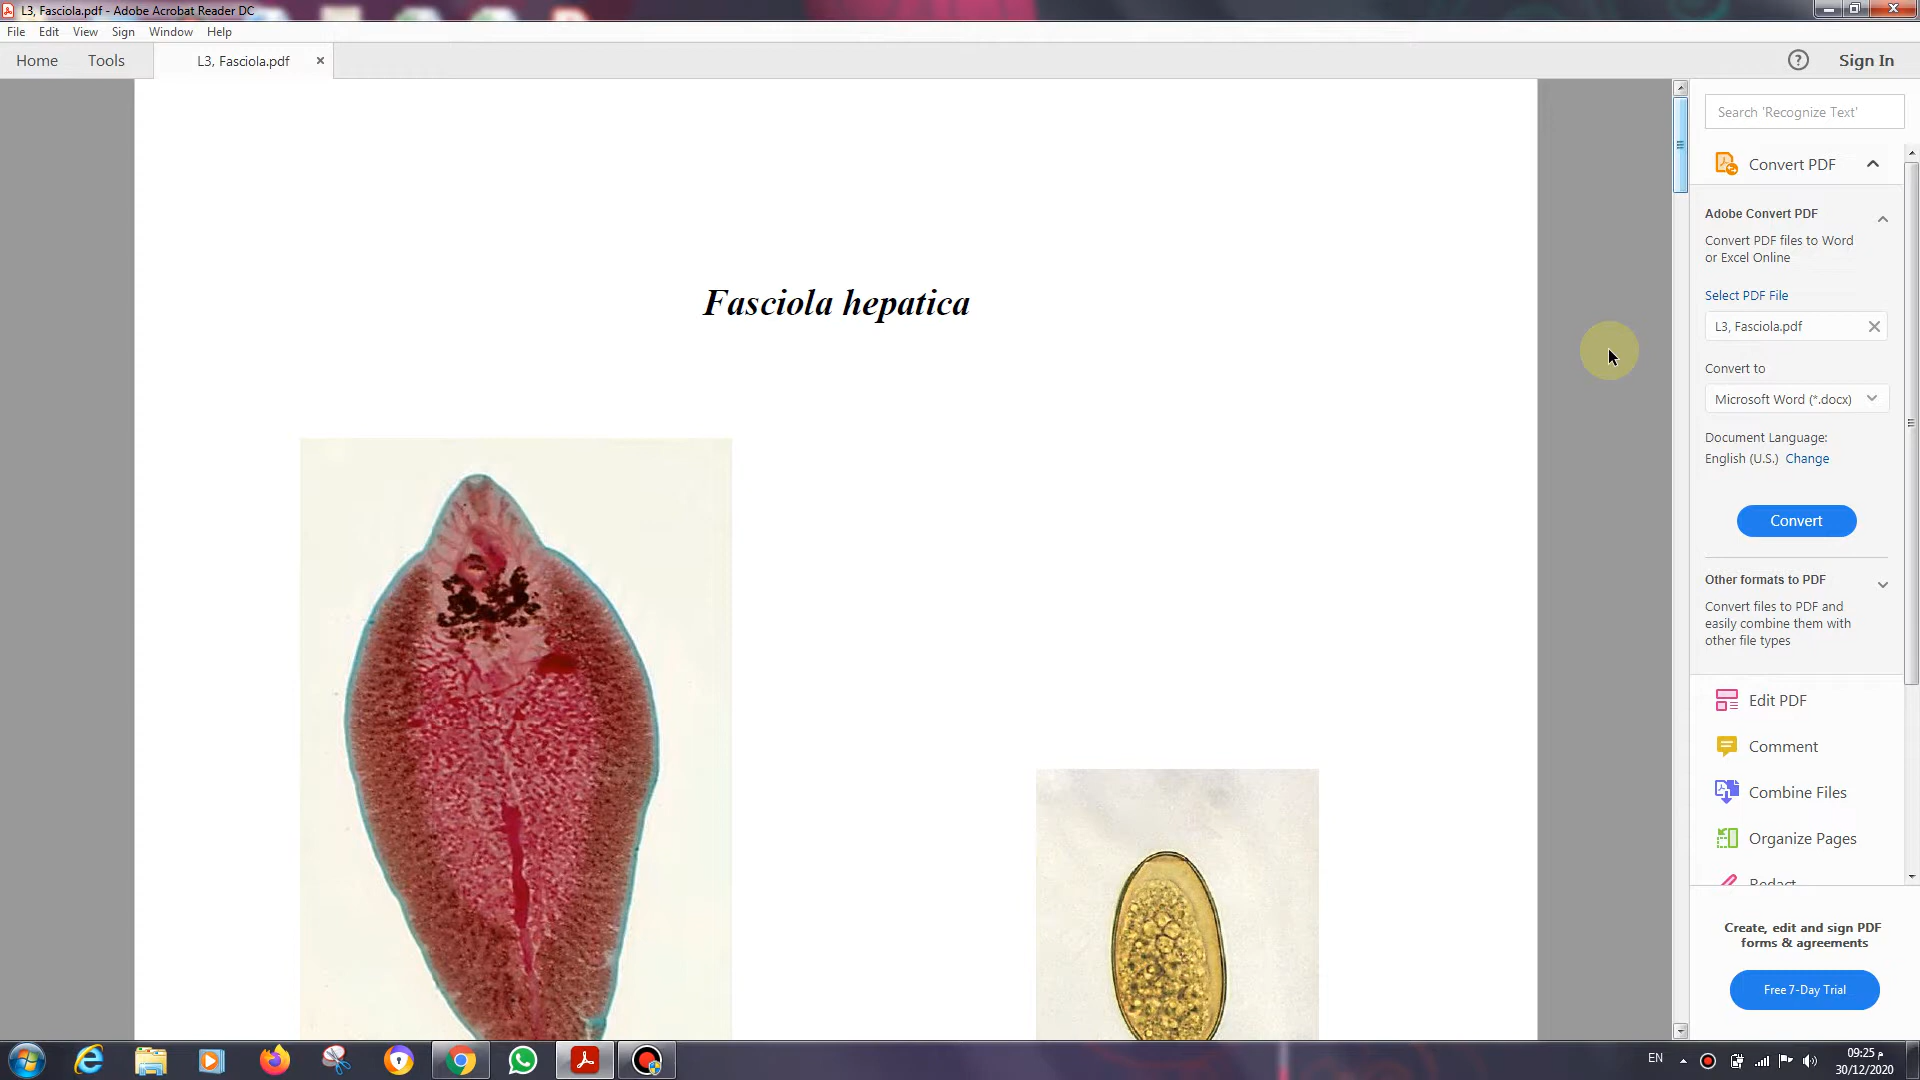 L3, Fasciola.pdf - Adobe Acrobat Reader DC
File Edit View Sign Window Help
Home Tools L3, Fasciola.pdf × ? Sign In
Search 'Recognize Text'
Convert PDF
Adobe Convert PDF
Convert PDF files to Word
or Excel Online
Select PDF File
L3, Fasciola.pdf
Convert to
Microsoft Word (*.docx)
Document Language:
English (U.S.) Change
Convert
Other formats to PDF
Convert files to PDF and
easily combine them with
other file types
Edit PDF
Comment
Combine Files
Organize Pages
Redact
Create, edit and sign PDF
forms & agreements
Free 7-Day Trial
Fasciola hepatica
EN
09:25 م
30/12/2020